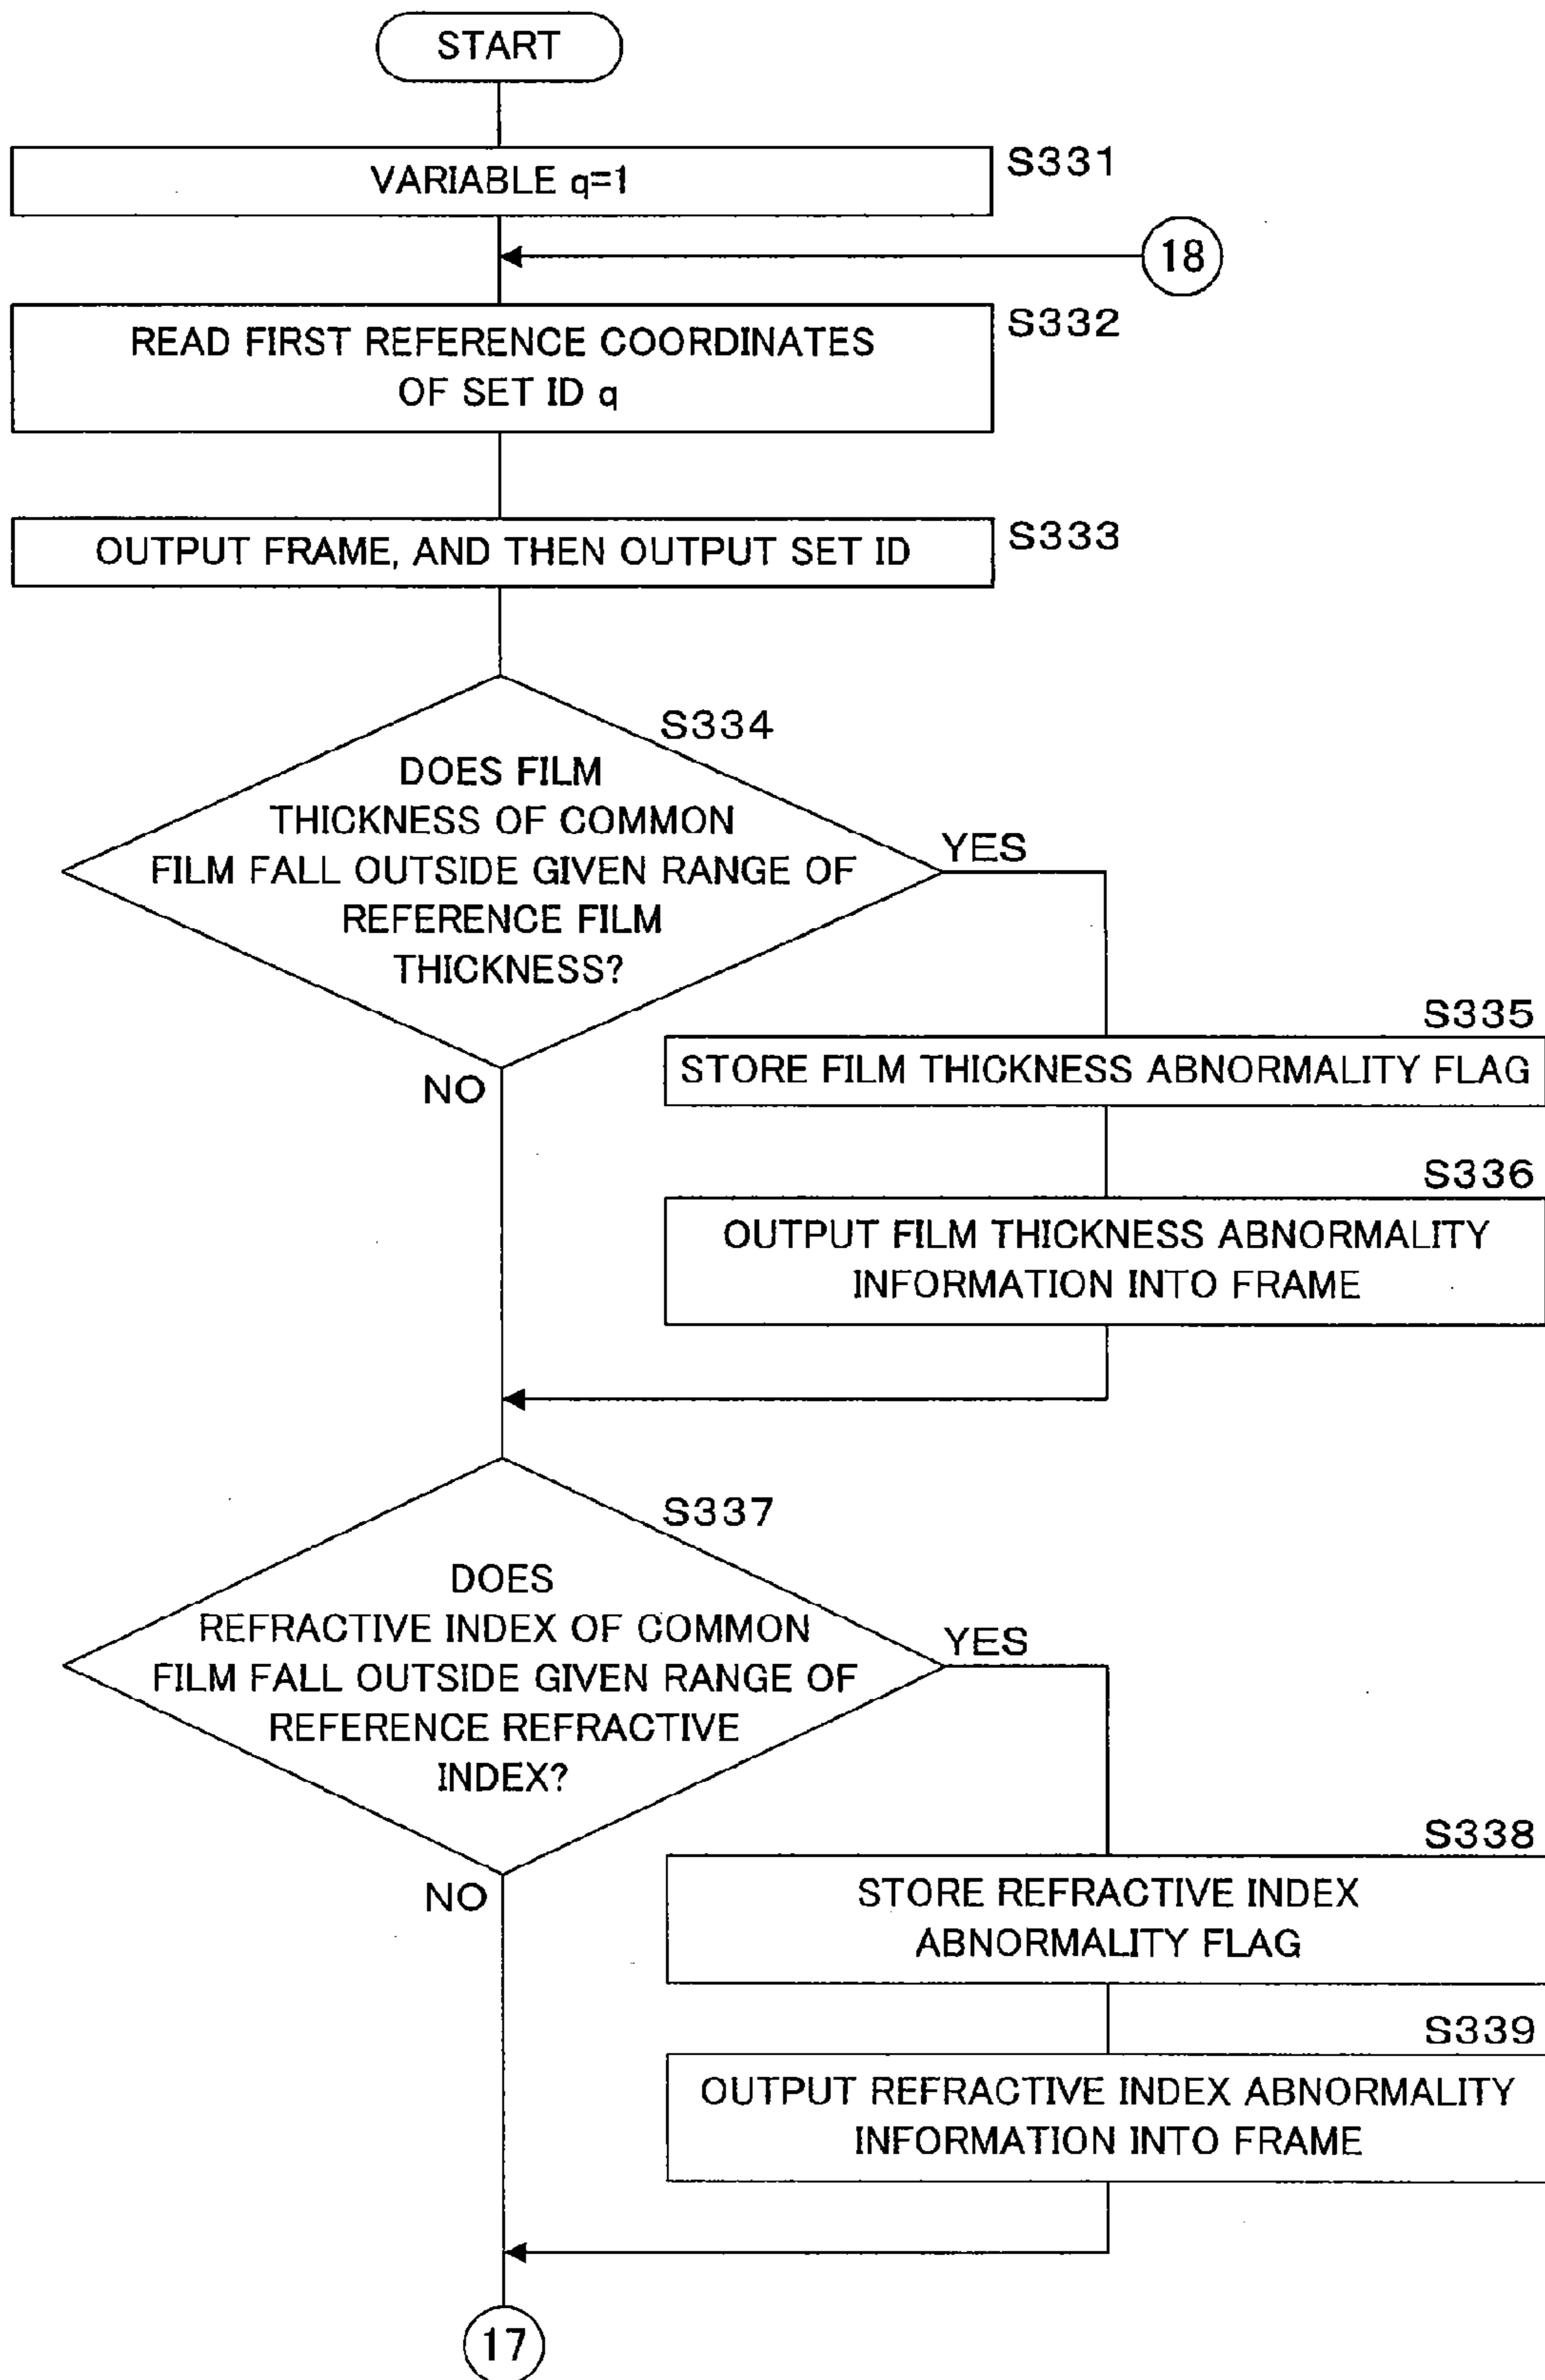 START
VARIABLE q=1
S331
18
READ FIRST REFERENCE COORDINATES
OF SET ID q
S332
OUTPUT FRAME, AND THEN OUTPUT SET ID
S333
S334
DOES FILM
THICKNESS OF COMMON
FILM FALL OUTSIDE GIVEN RANGE OF
REFERENCE FILM
THICKNESS?
YES
NO
S335
STORE FILM THICKNESS ABNORMALITY FLAG
S336
OUTPUT FILM THICKNESS ABNORMALITY
INFORMATION INTO FRAME
S337
DOES
REFRACTIVE INDEX OF COMMON
FILM FALL OUTSIDE GIVEN RANGE OF
REFERENCE REFRACTIVE
INDEX?
YES
NO
S338
STORE REFRACTIVE INDEX
ABNORMALITY FLAG
S339
OUTPUT REFRACTIVE INDEX ABNORMALITY
INFORMATION INTO FRAME
17